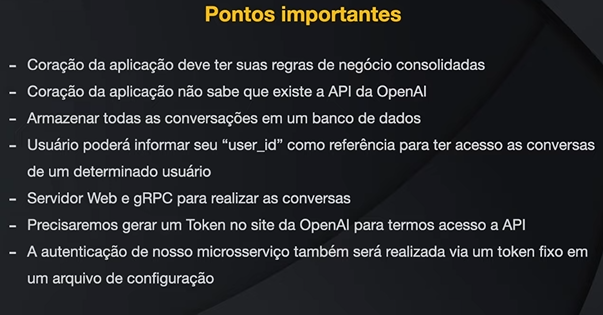 Pontos importantes
- Coração da aplicação deve ter suas regras de negócio consolidadas
- Coração da aplicação não sabe que existe a API da OpenAI
- Armazenar todas as conversações em um banco de dados
- Usuário poderá informar seu “user_id” como referência para ter acesso as conversas
de um determinado usuário
- Servidor Web e gRPC para realizar as conversas
- Precisaremos gerar um Token no site da OpenAI para termos acesso a API
- A autenticação de nosso microsserviço também será realizada via um token fixo em
um arquivo de configuração